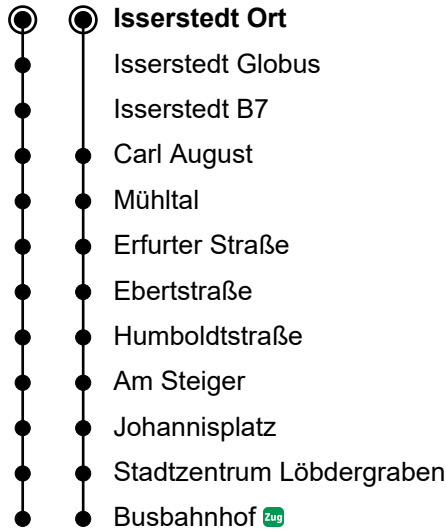 Isserstedt Ort
Isserstedt Globus
Isserstedt B7
Carl August
Mühltal
Erfurter Straße
Ebertstraße
Humboldtstraße
Am Steiger
Johannisplatz
Stadtzentrum Löbdergraben
Busbahnhof Zug